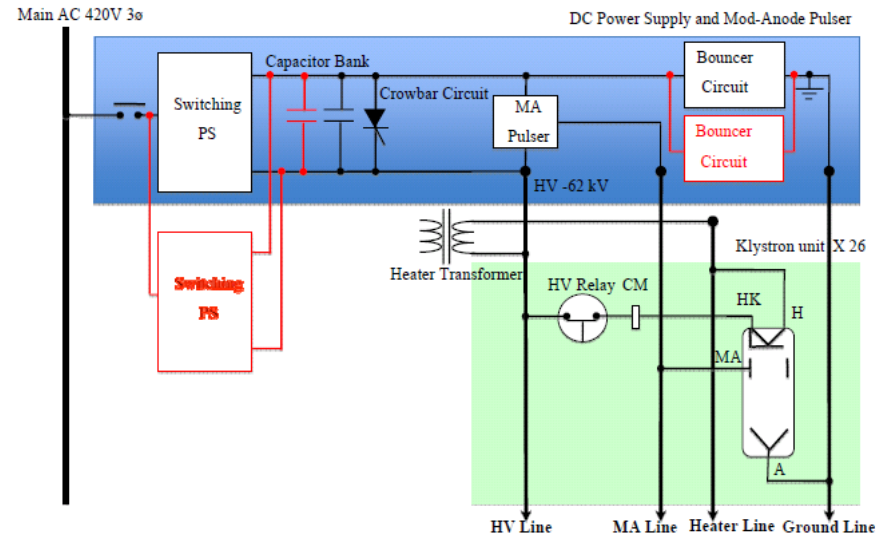 Main AC 420V 3ø
DC Power Supply and Mod-Anode Pulser
Switching
PS
Capacitor Bank
Crowbar Circuit
MA
Pulser
Bouncer
Circuit
Bouncer
Circuit
HV -62 kV
Switching
PS
Heater Transformer
Klystron unit X 26
HV Relay CM
HK
H
MA
A
HV Line
MA Line
Heater Line
Ground Line